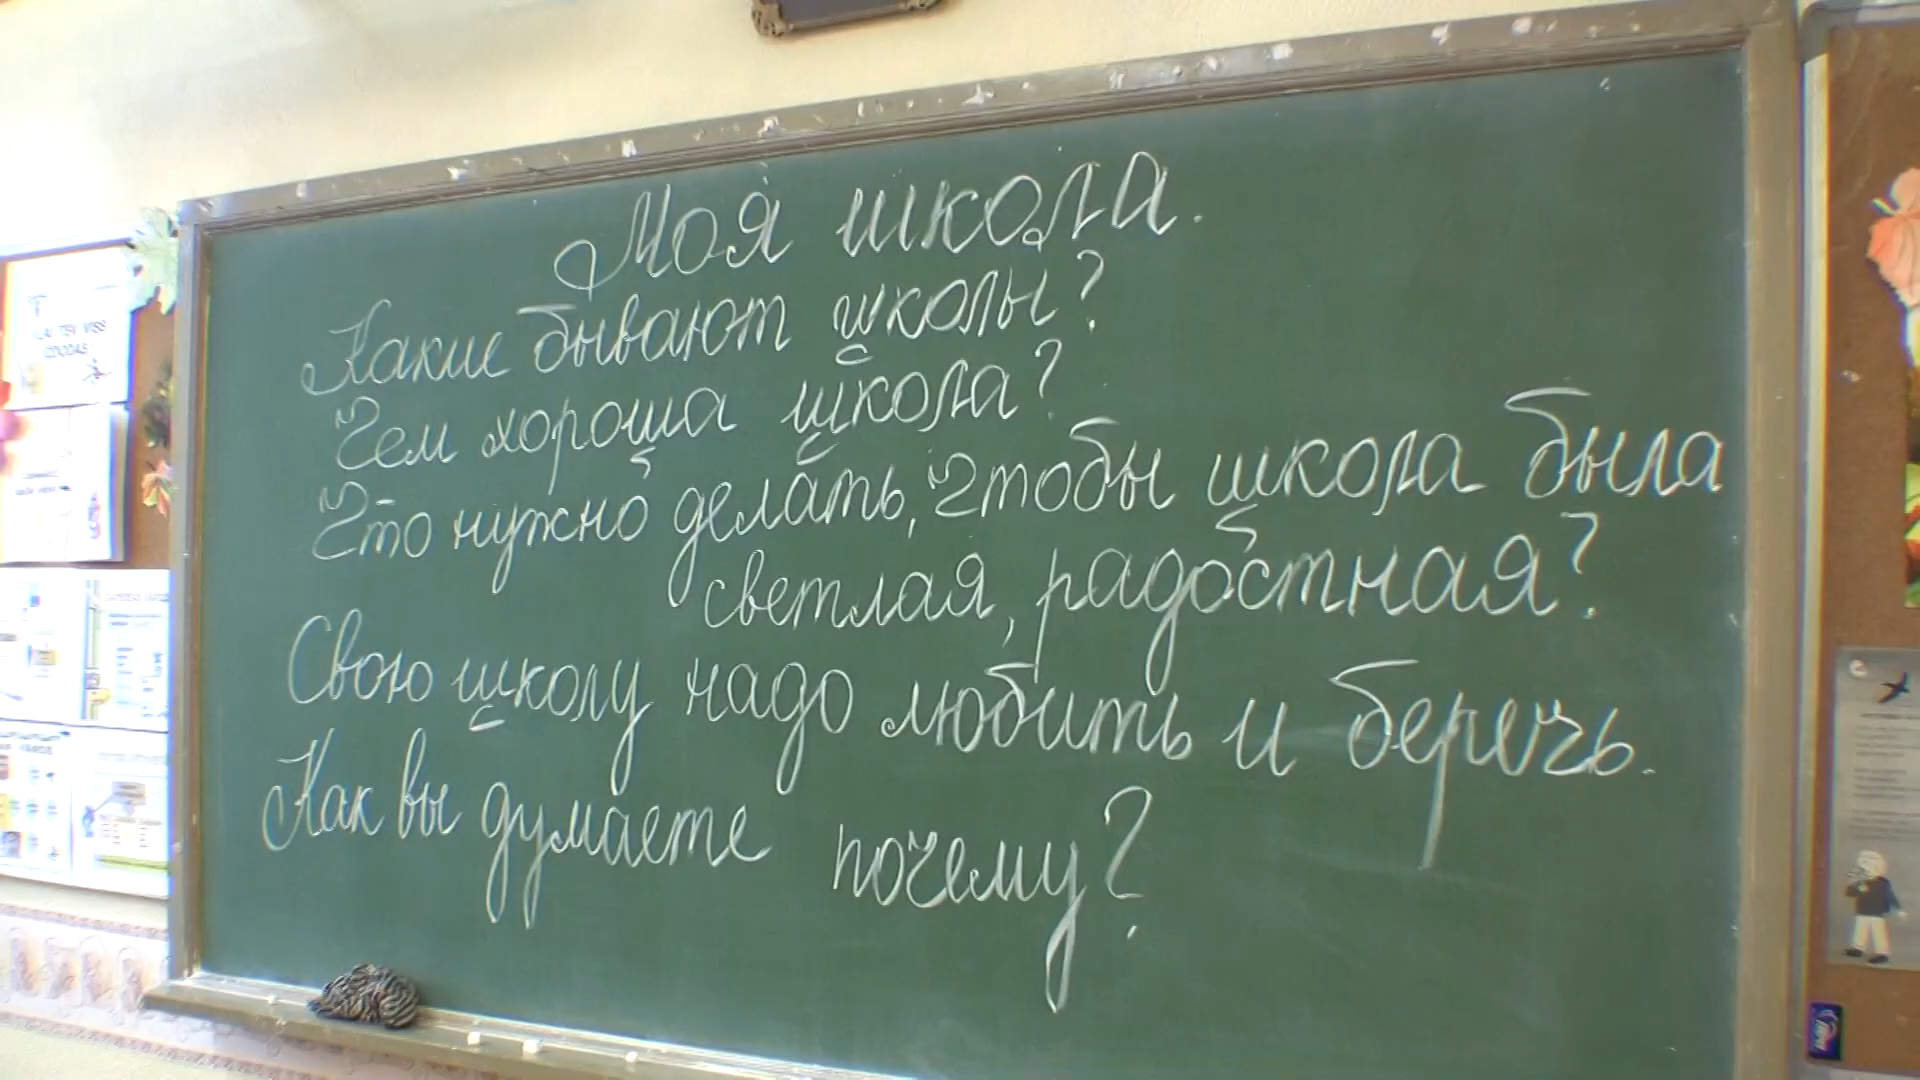 Моя школа.
Какие бывают школы?
Чем хороша школа?
Что нужно делать, чтобы школа была
светлая, радостная?
Свою школу надо любить и беречь.
Как вы думаете почему?